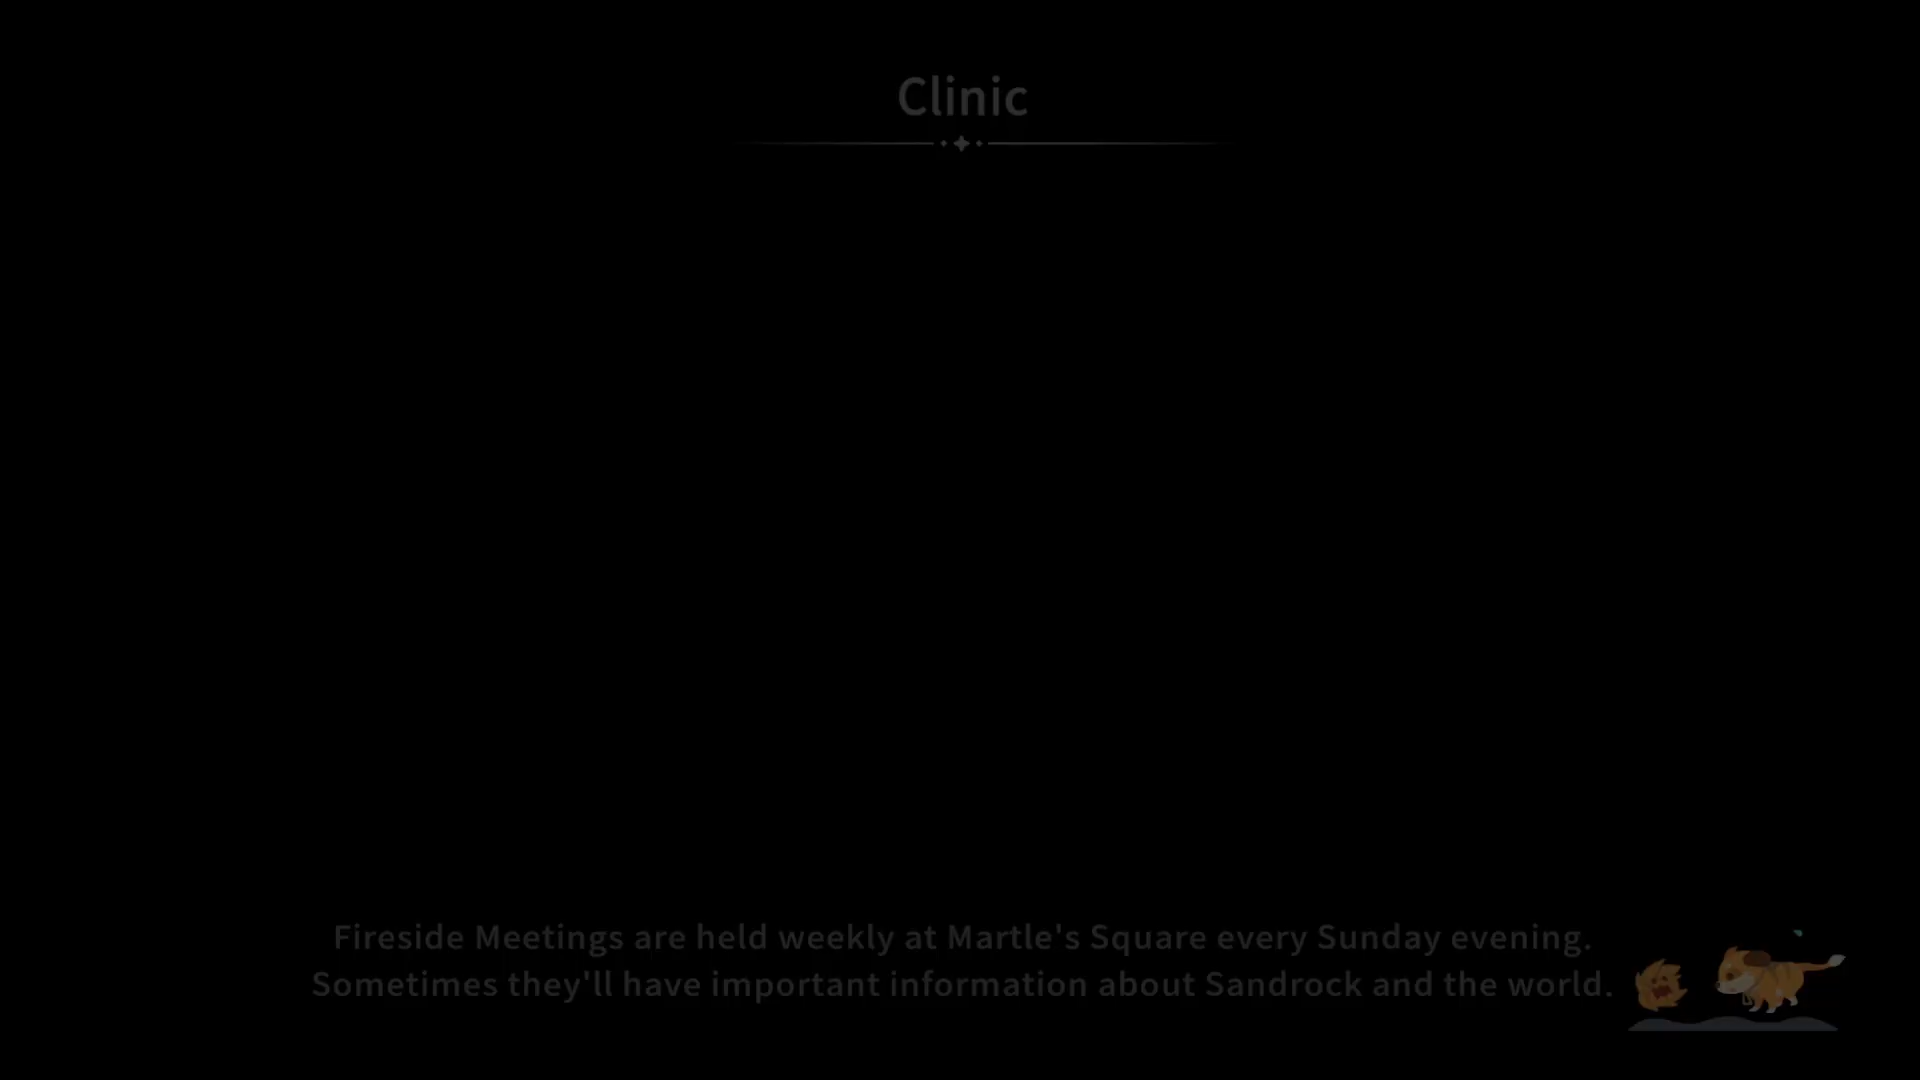 Clinic
Fireside Meetings are held weekly at Martle's Square every Sunday evening.
Sometimes they'll have important information about Sandrock and the world.